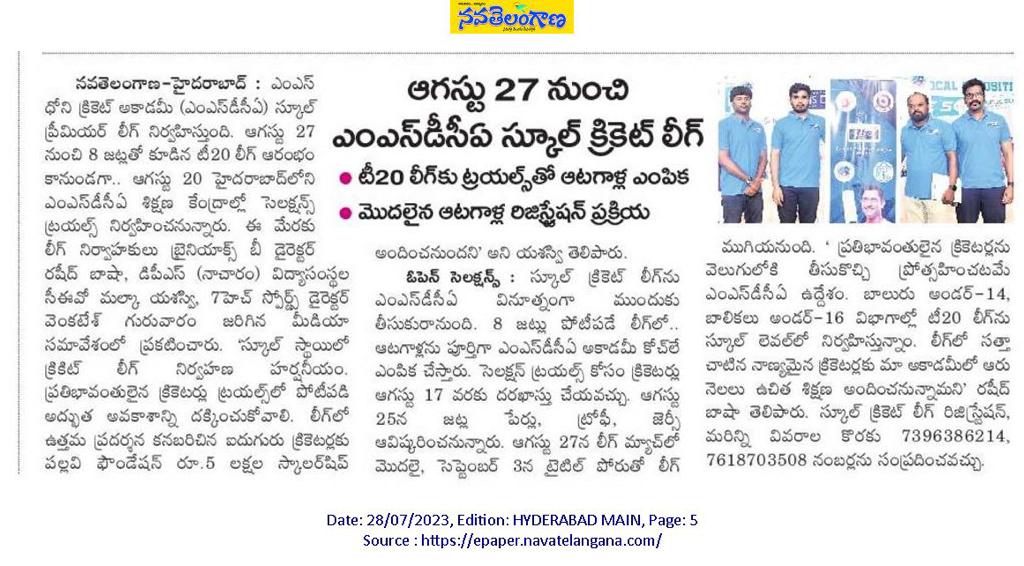 నవతెలంగాణ
ఆగస్టు 27 నుంచి
ఎంఎస్‌డీసీఏ స్కూల్ క్రికెట్ లీగ్
● టీ20 లీగ్‌కు ట్రయల్స్‌తో ఆటగాళ్ల ఎంపిక
● మొదలైన ఆటగాళ్ల రిజిస్ట్రేషన్ ప్రక్రియ
నవతెలంగాణ-హైదరాబాద్ : ఎంఎస్
ధోని క్రికెట్ అకాడమీ (ఎంఎస్‌డీసీఏ) స్కూల్
ప్రీమియర్ లీగ్ నిర్వహిస్తుంది. ఆగస్టు 27
నుంచి 8 జట్లతో కూడిన టీ20 లీగ్ ఆరంభం
కానుండగా.. ఆగస్టు 20 హైదరాబాద్‌లోని
ఎంఎస్‌డీసీఏ శిక్షణ కేంద్రాల్లో సెలక్షన్స్
ట్రయల్స్ నిర్వహించనున్నారు. ఈ మేరకు
లీగ్ నిర్వాహకులు బ్రైనియాక్స్ బీ డైరెక్టర్
రషీద్ బాషా, డీపీఎస్ (నాచారం) విద్యాసంస్థల
సీఈవో మల్కా యశస్వి, 7హెచ్ స్పోర్ట్స్ డైరెక్టర్
వెంకటేశ్ గురువారం జరిగిన మీడియా
సమావేశంలో ప్రకటించారు. 'స్కూల్ స్థాయిలో
క్రికెట్ లీగ్ నిర్వహణ హర్షనీయం.
ప్రతిభావంతులైన క్రికెటర్లు ట్రయల్స్‌లో పోటీపడి
అద్భుత అవకాశాన్ని దక్కించుకోవాలి. లీగ్‌లో
ఉత్తమ ప్రదర్శన కనబరిచిన ఐదుగురు క్రికెటర్లకు
పల్లవి ఫౌండేషన్ రూ.5 లక్షల స్కాలర్‌షిప్
అందించనుందని' అని యశస్వి తెలిపారు.
ఓపెన్ సెలక్షన్స్ : స్కూల్ క్రికెట్ లీగ్‌ను
ఎంఎస్‌డీసీఏ వినూత్నంగా ముందుకు
తీసుకురానుంది. 8 జట్లు పోటీపడే లీగ్‌లో..
ఆటగాళ్లను పూర్తిగా ఎంఎస్‌డీసీఏ అకాడమీ కోచ్‌లే
ఎంపిక చేస్తారు. సెలక్షన్ ట్రయల్స్ కోసం క్రికెటర్లు
ఆగస్టు 17 వరకు దరఖాస్తు చేయవచ్చు. ఆగస్టు
25న జట్ల పేర్లు, ట్రోఫీ, జెర్సీ
ఆవిష్కరించనున్నారు. ఆగస్టు 27న లీగ్ మ్యాచ్‌లో
మొదలై, సెప్టెంబర్ 3న టైటిల్ పోరుతో లీగ్
ముగియనుంది. ' ప్రతిభావంతులైన క్రికెటర్లను
వెలుగులోకి తీసుకొచ్చి ప్రోత్సహించటమే
ఎంఎస్‌డీసీఏ ఉద్దేశం. బాలురు అండర్-14,
బాలికలు అండర్-16 విభాగాల్లో టీ20 లీగ్‌ను
స్కూల్ లెవల్‌లో నిర్వహిస్తున్నాం. లీగ్‌లో సత్తా
చాటిన నాణ్యమైన క్రికెటర్లకు మా అకాడమీలో ఆరు
నెలలు ఉచిత శిక్షణ అందించనున్నామని' రషీద్
బాషా తెలిపారు. స్కూల్ క్రికెట్ లీగ్ రిజిస్ట్రేషన్,
మరిన్ని వివరాల కొరకు 7396386214,
7618703508 నంబర్లను సంప్రదించవచ్చు.
Date: 28/07/2023, Edition: HYDERABAD MAIN, Page: 5
Source : https://epaper.navatelangana.com/